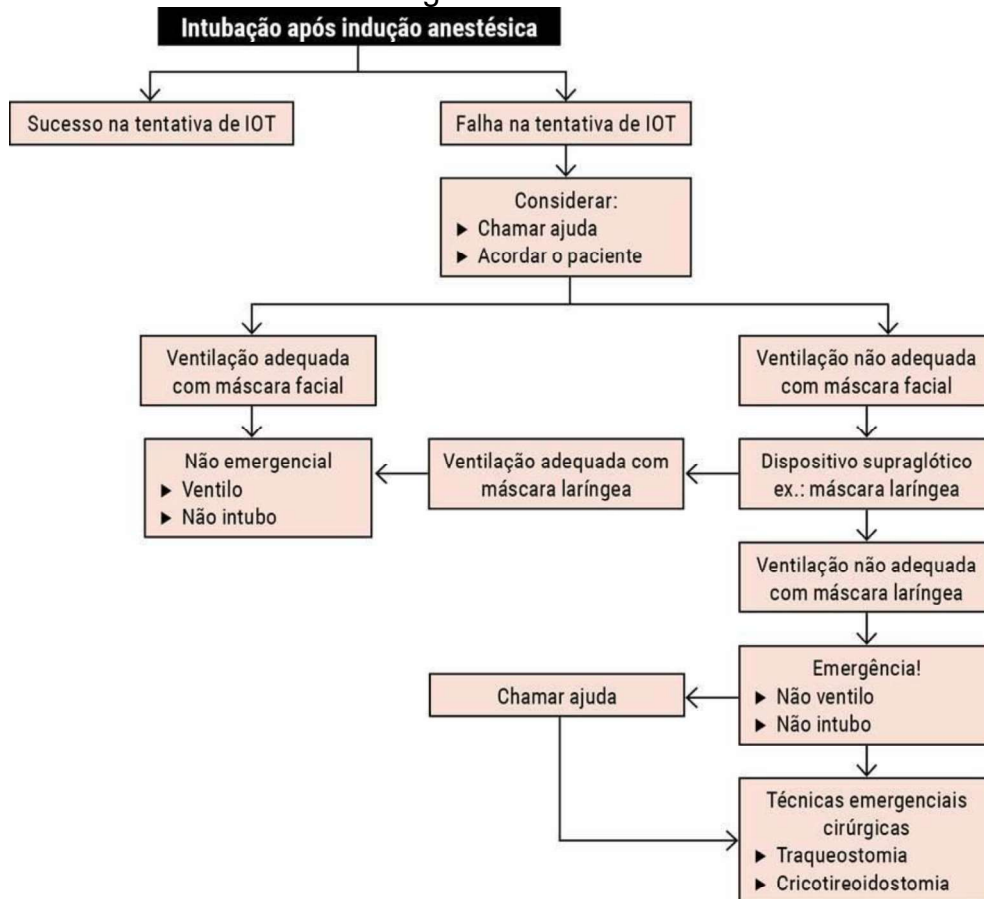 Intubação após indução anestésica
Sucesso na tentativa de IOT
Falha na tentativa de IOT
Considerar:
▶ Chamar ajuda
▶ Acordar o paciente
Ventilação adequada
com máscara facial
Ventilação não adequada
com máscara facial
Não emergencial
▶ Ventilo
▶ Não intubo
Ventilação adequada com
máscara laríngea
Dispositivo supraglótico
ex.: máscara laríngea
Ventilação não adequada
com máscara laríngea
Emergência!
▶ Não ventilo
▶ Não intubo
Chamar ajuda
Técnicas emergenciais
cirúrgicas
▶ Traqueostomia
▶ Cricotireoidostomia